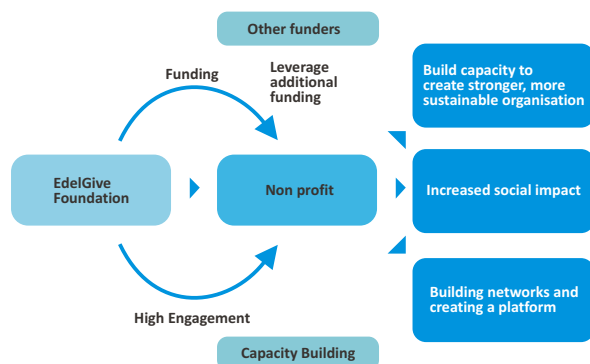 Other funders
Funding
Leverage
additional
funding
Build capacity to
create stronger, more
sustainable organisation
EdelGive
Foundation
Non profit
Increased social impact
High Engagement
Building networks and
creating a platform
Capacity Building